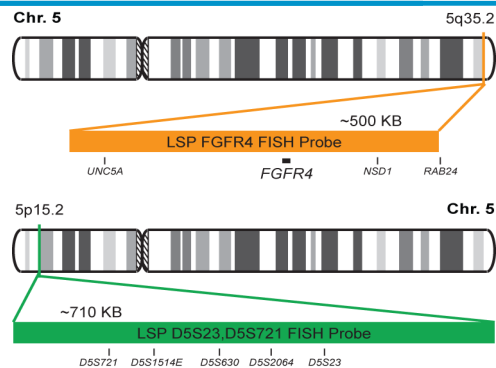 Chr. 5
5q35.2
~500 KB
LSP FGFR4 FISH Probe
UNC5A FGFR4 NSD1 RAB24
5p15.2
Chr. 5
~710 KB
LSP D5S23,D5S721 FISH Probe
D5S721 D5S1514E D5S630 D5S2064 D5S23